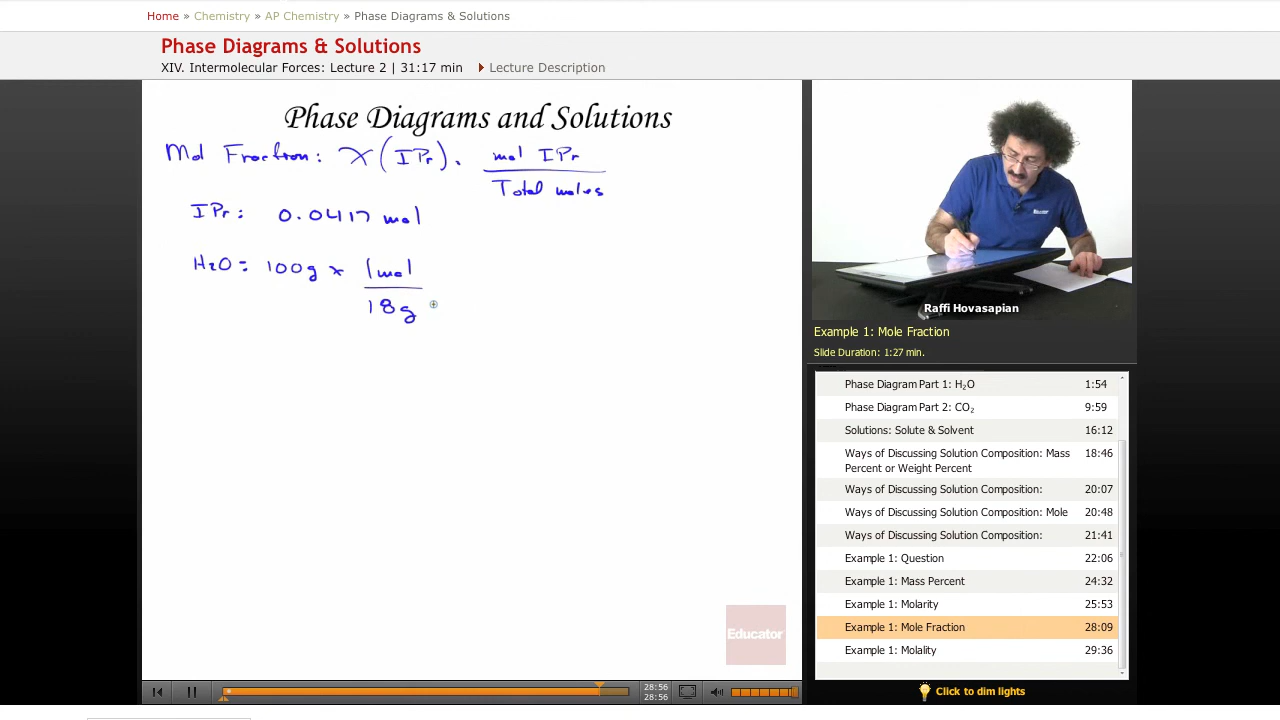 Home » Chemistry » AP Chemistry » Phase Diagrams & Solutions
Phase Diagrams & Solutions
XIV. Intermolecular Forces: Lecture 2 | 31:17 min Lecture Description
Phase Diagrams and Solutions
Mol Fraction: X (IPr). mol IPr
Total moles
IPr: 0.0417 mol
H2O: 100g x 1mol
18g
Educator
28:56
28:56
Raffi Hovasapian
Example 1: Mole Fraction
Slide Duration: 1:27 min.
Phase Diagram Part 1: H₂O 1:54
Phase Diagram Part 2: CO₂ 9:59
Solutions: Solute & Solvent 16:12
Ways of Discussing Solution Composition: Mass 18:46
Percent or Weight Percent
Ways of Discussing Solution Composition: 20:07
Ways of Discussing Solution Composition: Mole 20:48
Ways of Discussing Solution Composition: 21:41
Example 1: Question 22:06
Example 1: Mass Percent 24:32
Example 1: Molarity 25:53
Example 1: Mole Fraction 28:09
Example 1: Molality 29:36
Click to dim lights